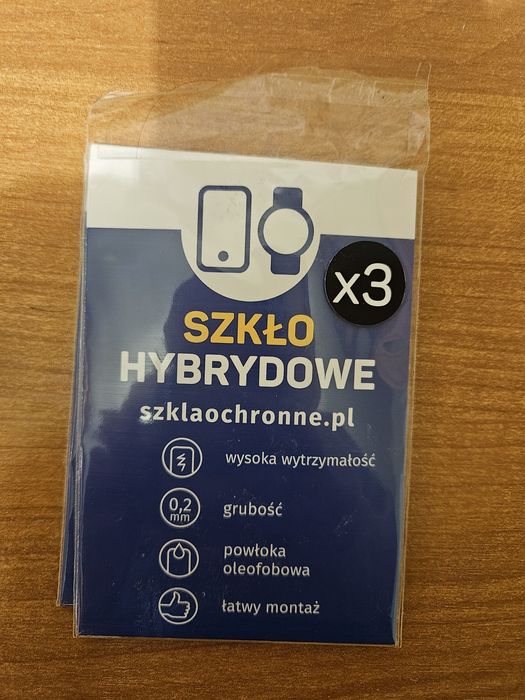 x3
SZKŁO
HYBRYDOWE
szklaochronne.pl
wysoka wytrzymałość
0,2
mm
grubość
powłoka
oleofobowa
łatwy montaż